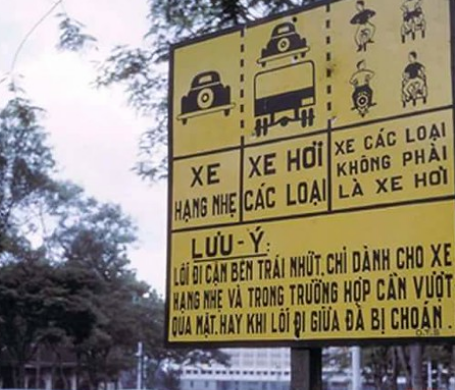 XE
HẠNG NHẸ
XE HƠI
CÁC LOẠI
XE CÁC LOẠI
KHÔNG PHẢI
LÀ XE HƠI
LƯU-Ý:
LỐI ĐI CẬN BÊN TRÁI NHỨT, CHỈ DÀNH CHO XE
HẠNG NHẸ VÀ TRONG TRƯỜNG HỢP CẦN VƯỢT
QUA MẶT, HAY KHI LỐI ĐI GIỮA ĐÃ BỊ CHOÁN.